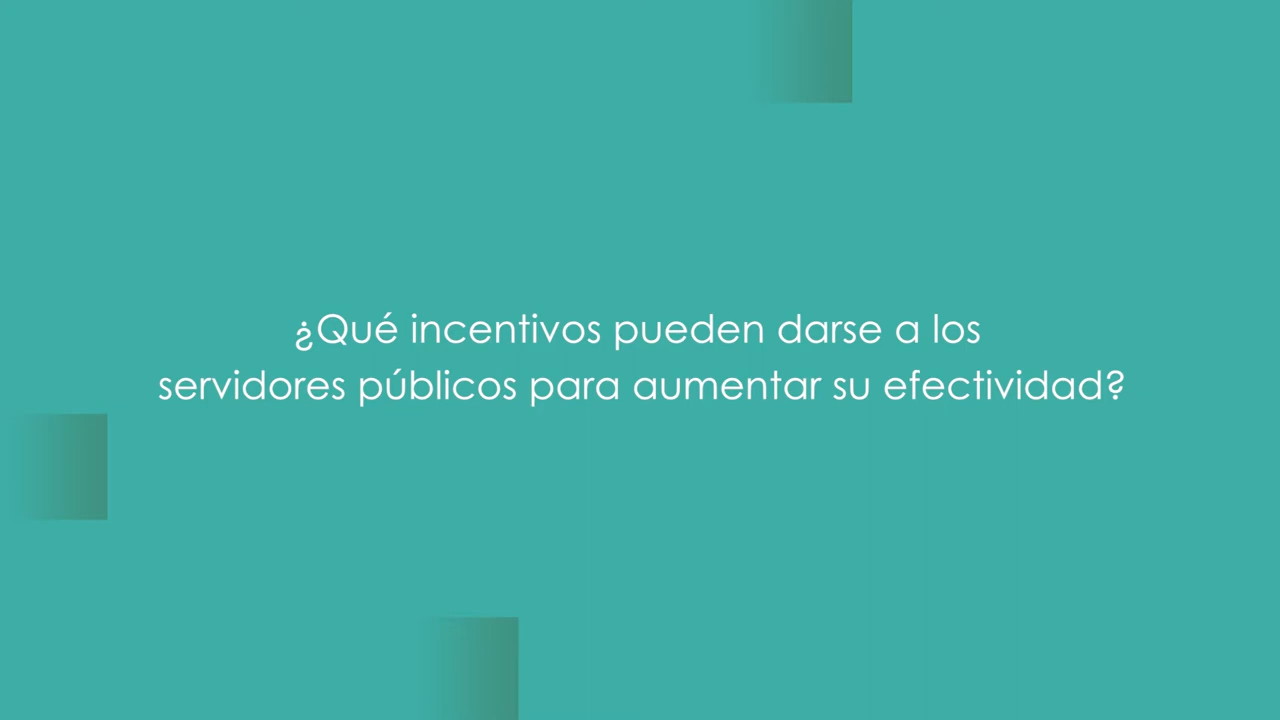 ¿Qué incentivos pueden darse a los
servidores públicos para aumentar su efectividad?